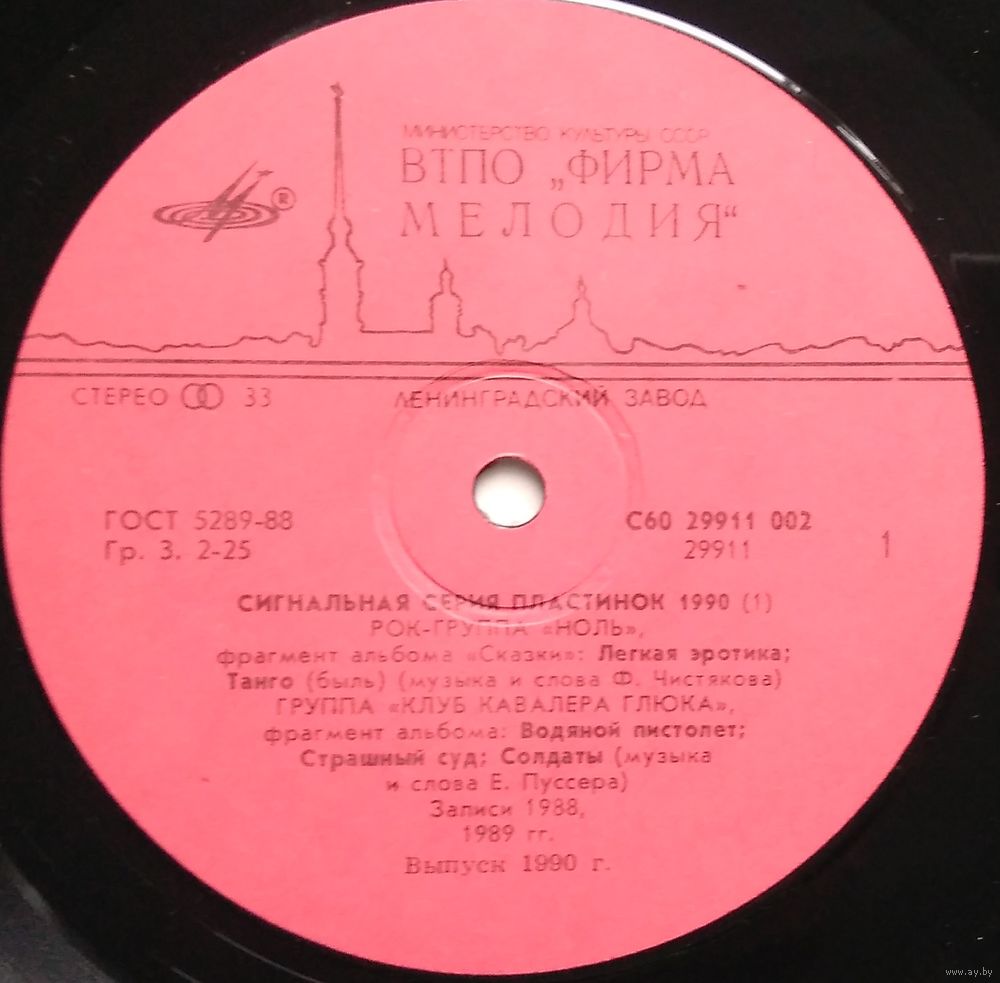 МИНИСТЕРСТВО КУЛЬТУРЫ СССР
ВТПО „ФИРМА
МЕЛОДИЯ“
®
СТЕРЕО 33
ЛЕНИНГРАДСКИЙ ЗАВОД
ГОСТ 5289-88
Гр. 3. 2-25
С60 29911 002
29911
1
СИГНАЛЬНАЯ СЕРИЯ ПЛАСТИНОК 1990 (1)
РОК-ГРУППА «НОЛЬ»,
фрагмент альбома «Сказки»: Легкая эротика;
Танго (быль) (музыка и слова Ф. Чистякова)
ГРУППА «КЛУБ КАВАЛЕРА ГЛЮКА»,
фрагмент альбома: Водяной пистолет;
Страшный суд; Солдаты (музыка
и слова Е. Пуссера)
Записи 1988,
1989 гг.
Выпуск 1990 г.
www.ay.by